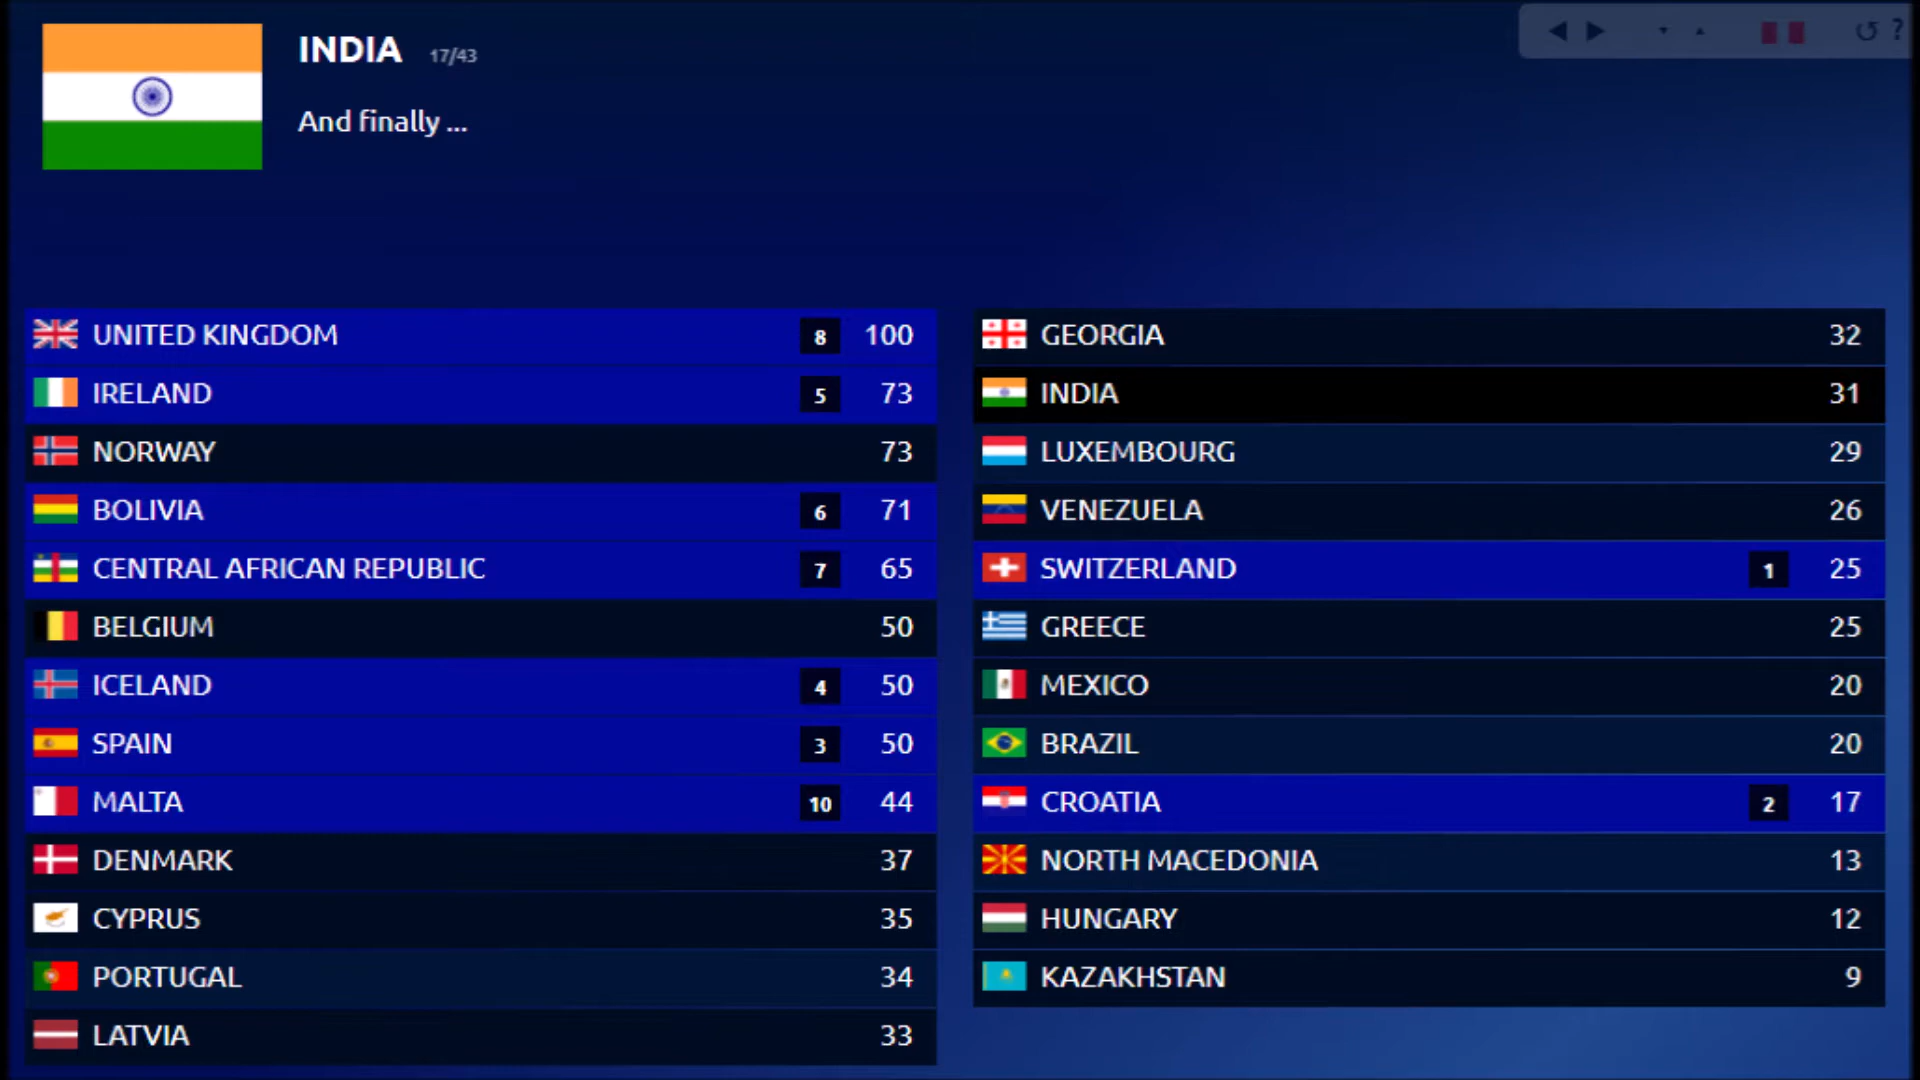 INDIA 17/43
And finally ...
?
UNITED KINGDOM 8 100
IRELAND 5 73
NORWAY 73
BOLIVIA 6 71
CENTRAL AFRICAN REPUBLIC 7 65
BELGIUM 50
ICELAND 4 50
SPAIN 3 50
MALTA 10 44
DENMARK 37
CYPRUS 35
PORTUGAL 34
LATVIA 33
GEORGIA 32
INDIA 31
LUXEMBOURG 29
VENEZUELA 26
SWITZERLAND 1 25
GREECE 25
MEXICO 20
BRAZIL 20
CROATIA 2 17
NORTH MACEDONIA 13
HUNGARY 12
KAZAKHSTAN 9